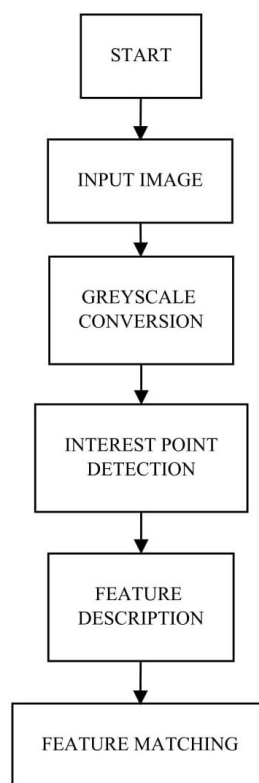 START
INPUT IMAGE
GREYSCALE
CONVERSION
INTEREST POINT
DETECTION
FEATURE
DESCRIPTION
FEATURE MATCHING